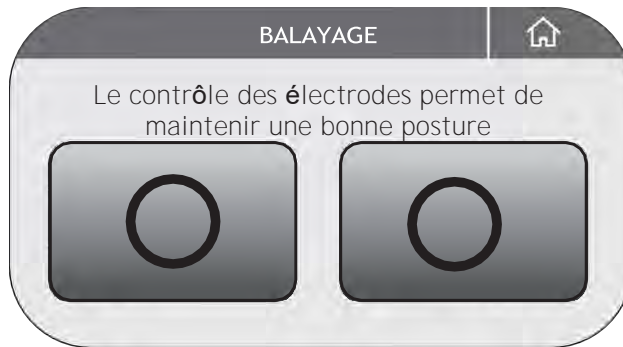 BALAYAGE
Le contrôle des électrodes permet de
maintenir une bonne posture